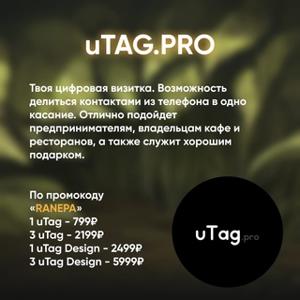 uTAG.PRO
Твоя цифровая визитка. Возможность
делиться контактами из телефона в одно
касание. Отлично подойдет
предпринимателям, владельцам кафе и
ресторанов, а также служит хорошим
подарком.
По промокоду
«RANEPA»
1 uTag - 799₽
3 uTag - 2199₽
1 uTag Design - 2499₽
3 uTag Design - 5999₽
uTag.pro